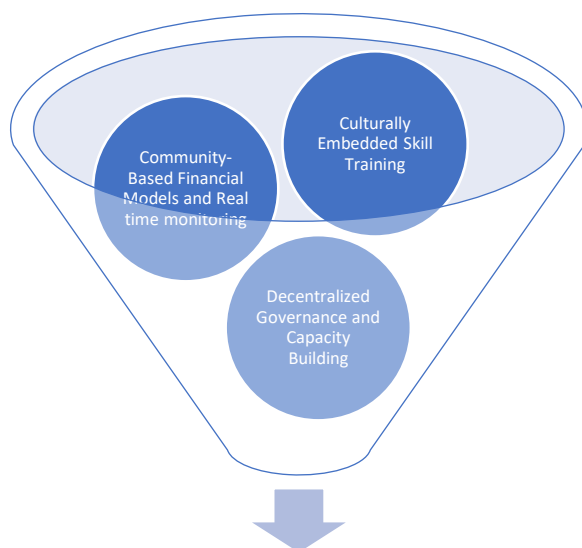 Culturally
Embedded Skill
Training
Community-
Based Financial
Models and Real
time monitoring
Decentralized
Governance and
Capacity
Building